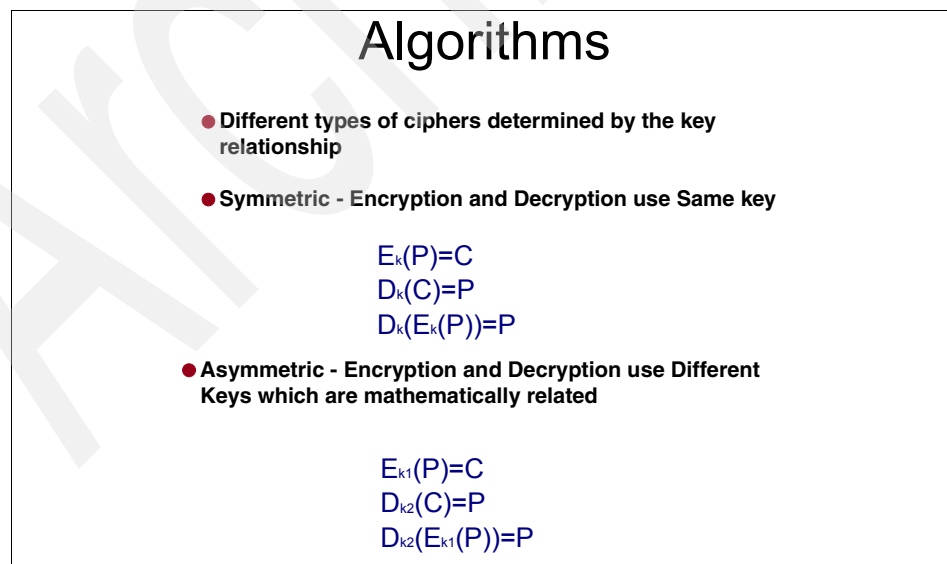 Algorithms
● Different types of ciphers determined by the key
relationship
● Symmetric - Encryption and Decryption use Same key
Eₖ(P)=C
Dₖ(C)=P
Dₖ(Eₖ(P))=P
● Asymmetric - Encryption and Decryption use Different
Keys which are mathematically related
Eₖ₁(P)=C
Dₖ₂(C)=P
Dₖ₂(Eₖ₁(P))=P